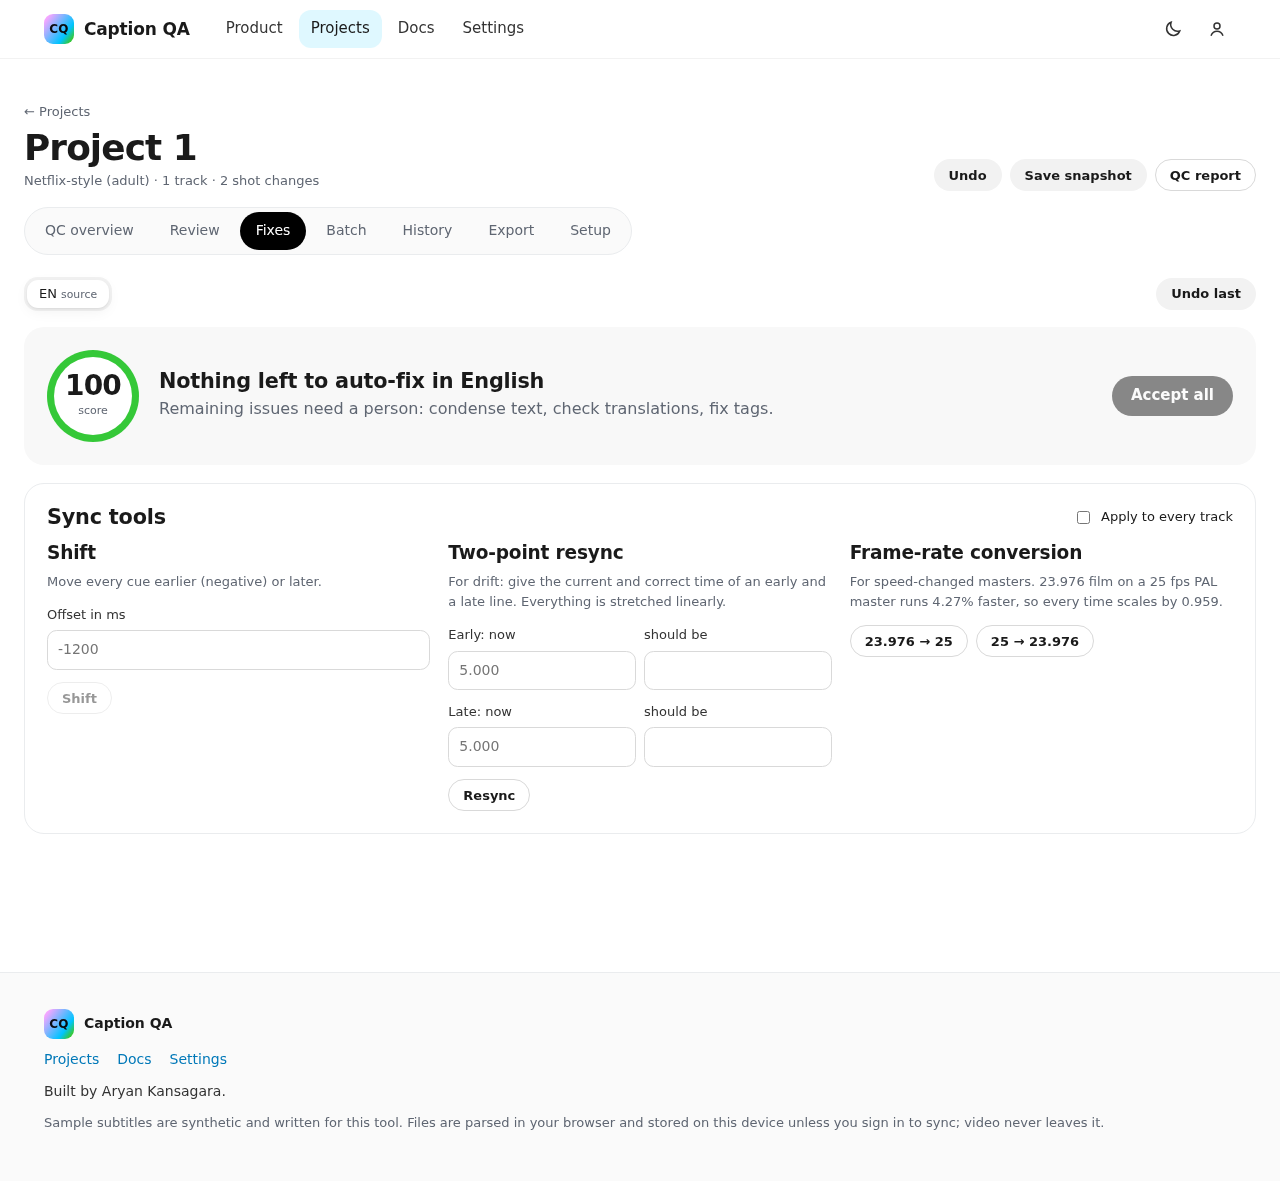 CQ Caption QA Product Projects Docs Settings
← Projects
Project 1
Netflix-style (adult) · 1 track · 2 shot changes
Undo Save snapshot QC report
QC overview Review Fixes Batch History Export Setup
EN source Undo last
100
score
Nothing left to auto-fix in English
Remaining issues need a person: condense text, check translations, fix tags.
Accept all
Sync tools
Apply to every track
Shift
Move every cue earlier (negative) or later.
Offset in ms
-1200
Shift
Two-point resync
For drift: give the current and correct time of an early and
a late line. Everything is stretched linearly.
Early: now should be
5.000
Late: now should be
5.000
Resync
Frame-rate conversion
For speed-changed masters. 23.976 film on a 25 fps PAL
master runs 4.27% faster, so every time scales by 0.959.
23.976 → 25 25 → 23.976
CQ Caption QA
Projects Docs Settings
Built by Aryan Kansagara.
Sample subtitles are synthetic and written for this tool. Files are parsed in your browser and stored on this device unless you sign in to sync; video never leaves it.